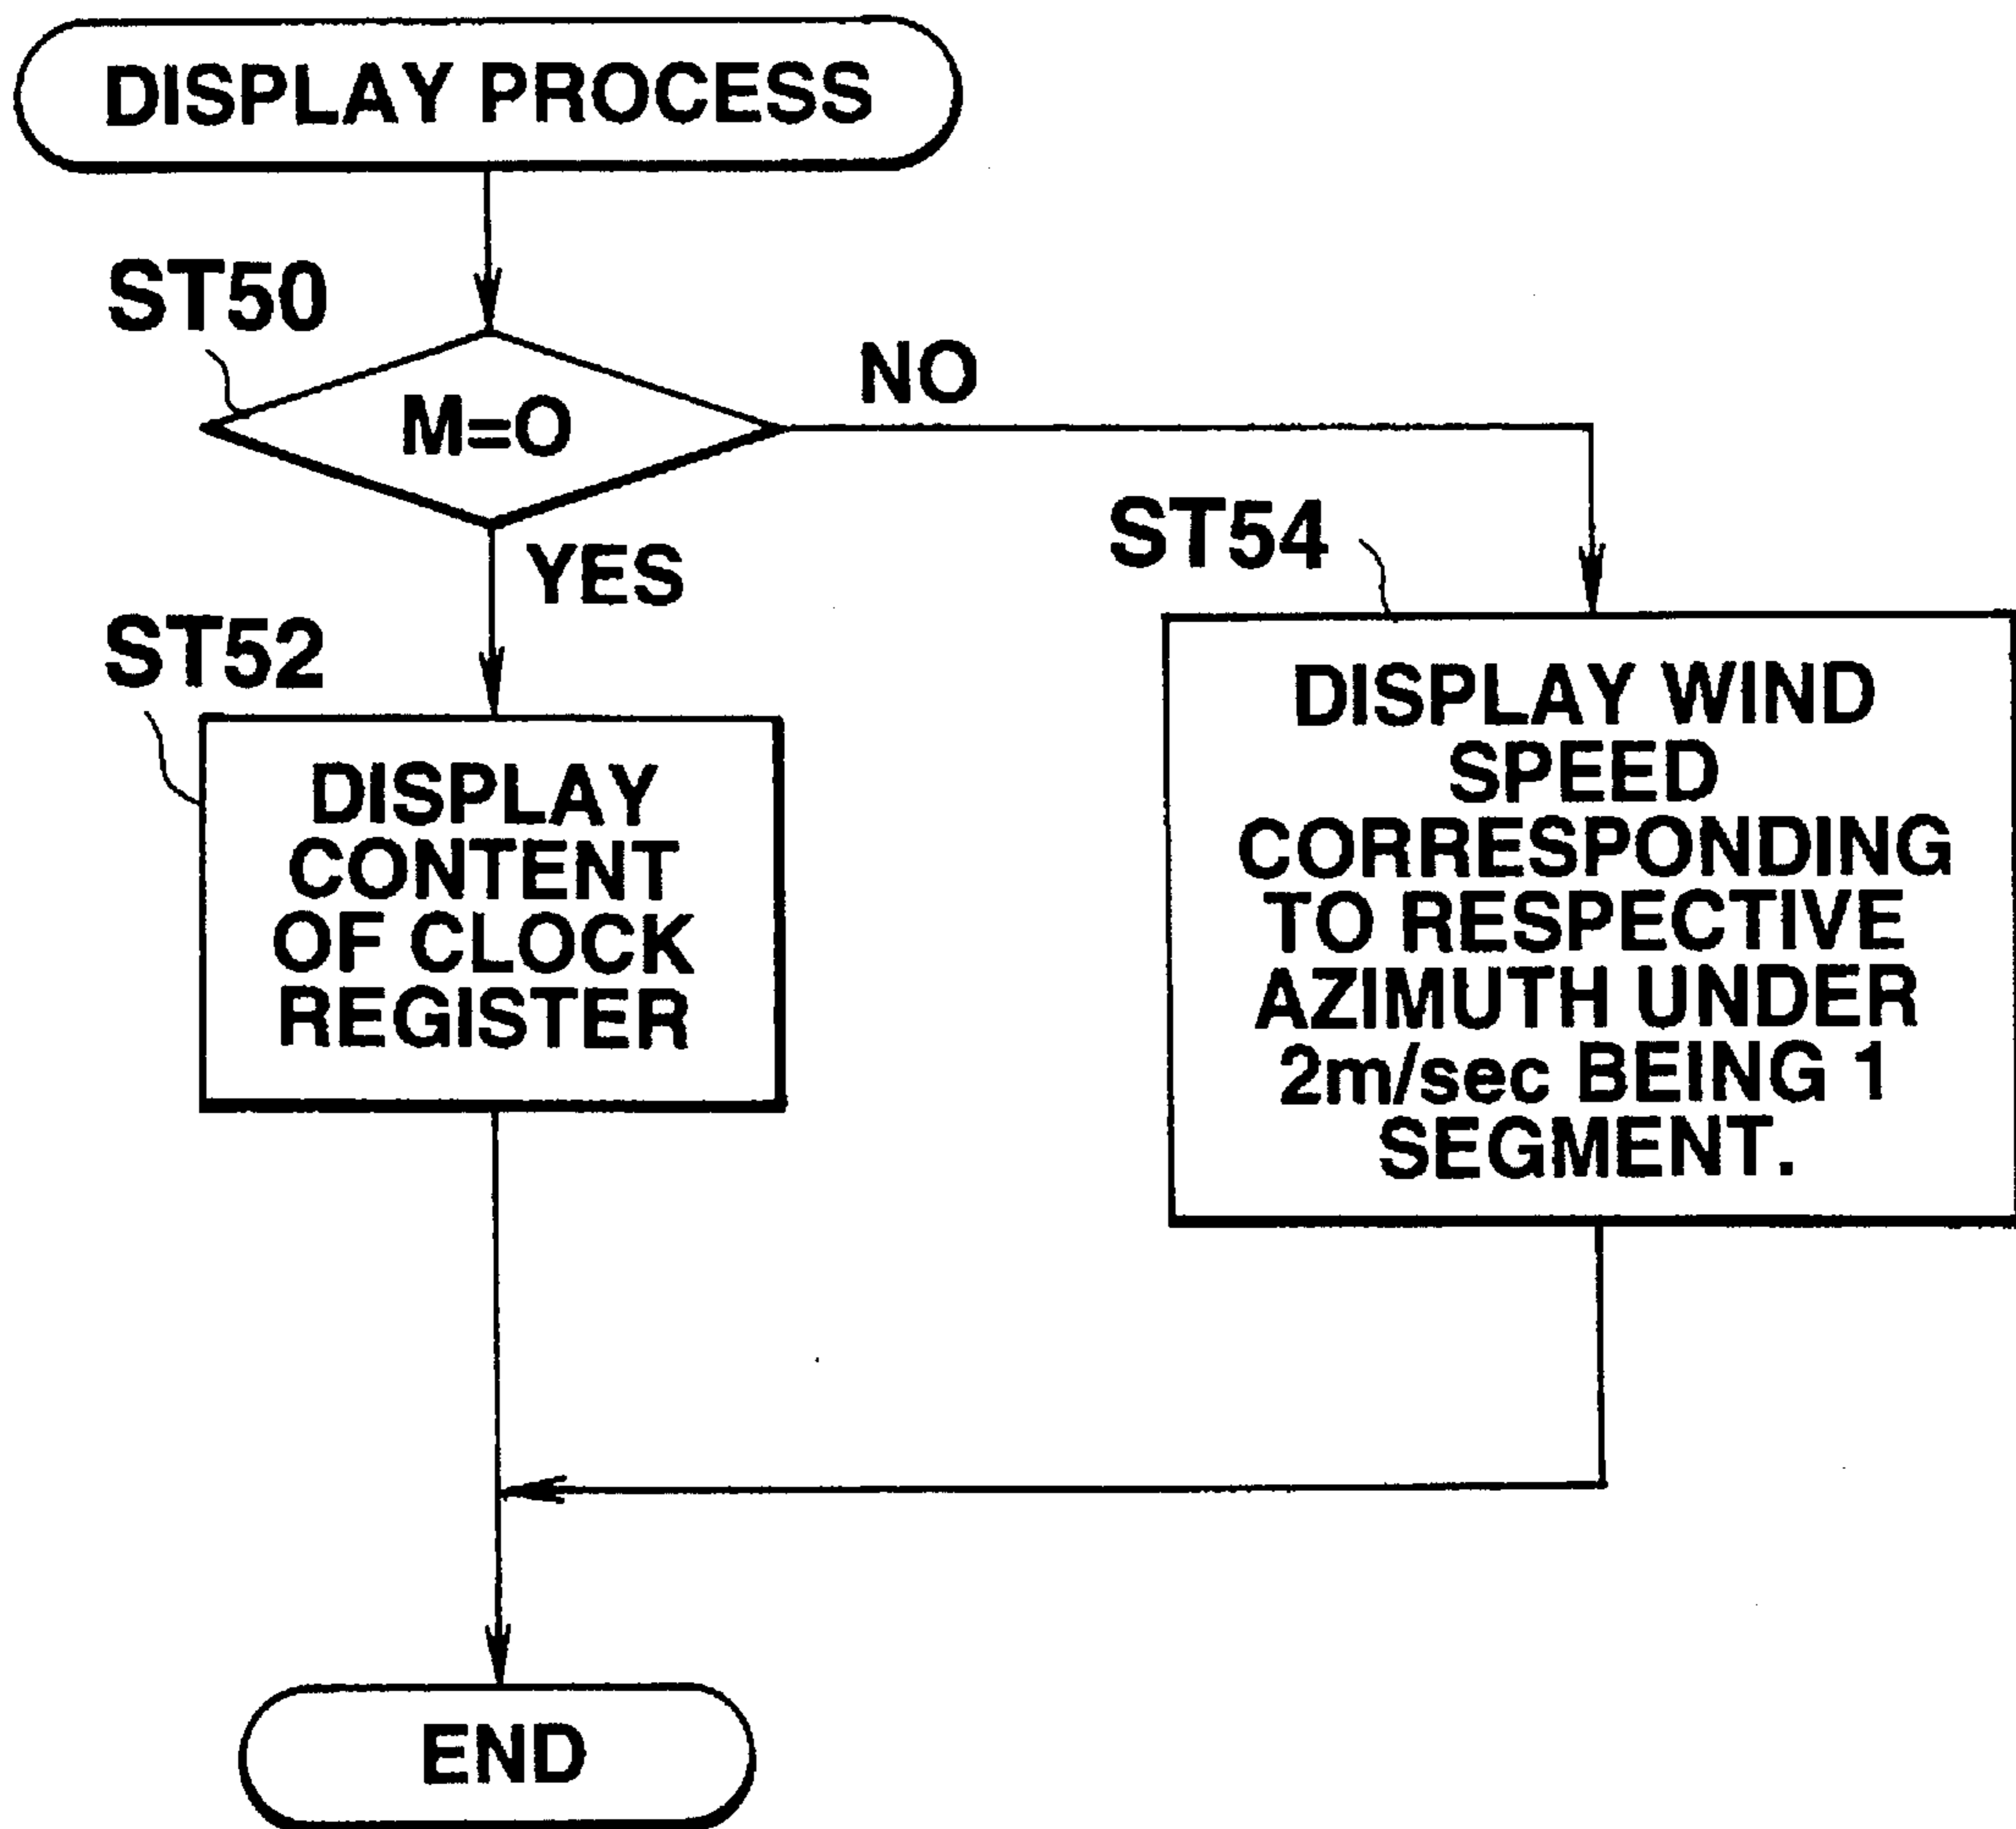 DISPLAY PROCESS
ST50
M=O
NO
YES
ST52
DISPLAY
CONTENT
OF CLOCK
REGISTER
ST54
DISPLAY WIND
SPEED
CORRESPONDING
TO RESPECTIVE
AZIMUTH UNDER
2m/sec BEING 1
SEGMENT.
END